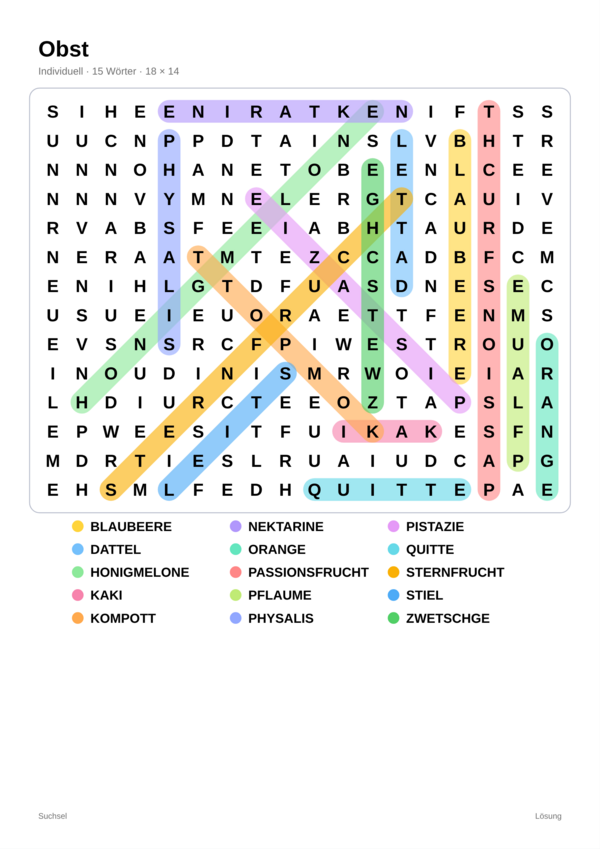 Obst
Individuell · 15 Wörter · 18 × 14
S I H E E N I R A T K E N I F T S S
U U C N P P D T A I N S L V B H T R
N N N O H A N E T O B E E N L C E E
N N N V Y M N E L E R G T C A U I V
R V A B S F E E I A B H T A U R D E
N E R A A T M T E Z C C A D B F C M
E N I H L G T D F U A S D N E S E C
U S U E I E U O R A E T T F E N M S
E V S N S R C F P I W E S T R O U O
I N O U D I N I S M R W O I E I A R
L H D I U R C T E E O Z T A P S L A
E P W E E S I T F U I K A K E S F N
M D R T I E S L R U A I U D C A P G
E H S M L F E D H Q U I T T E P A E
BLAUBEERE NEKTARINE PISTAZIE
DATTEL ORANGE QUITTE
HONIGMELONE PASSIONSFRUCHT STERNFRUCHT
KAKI PFLAUME STIEL
KOMPOTT PHYSALIS ZWETSCHGE
Suchsel Lösung